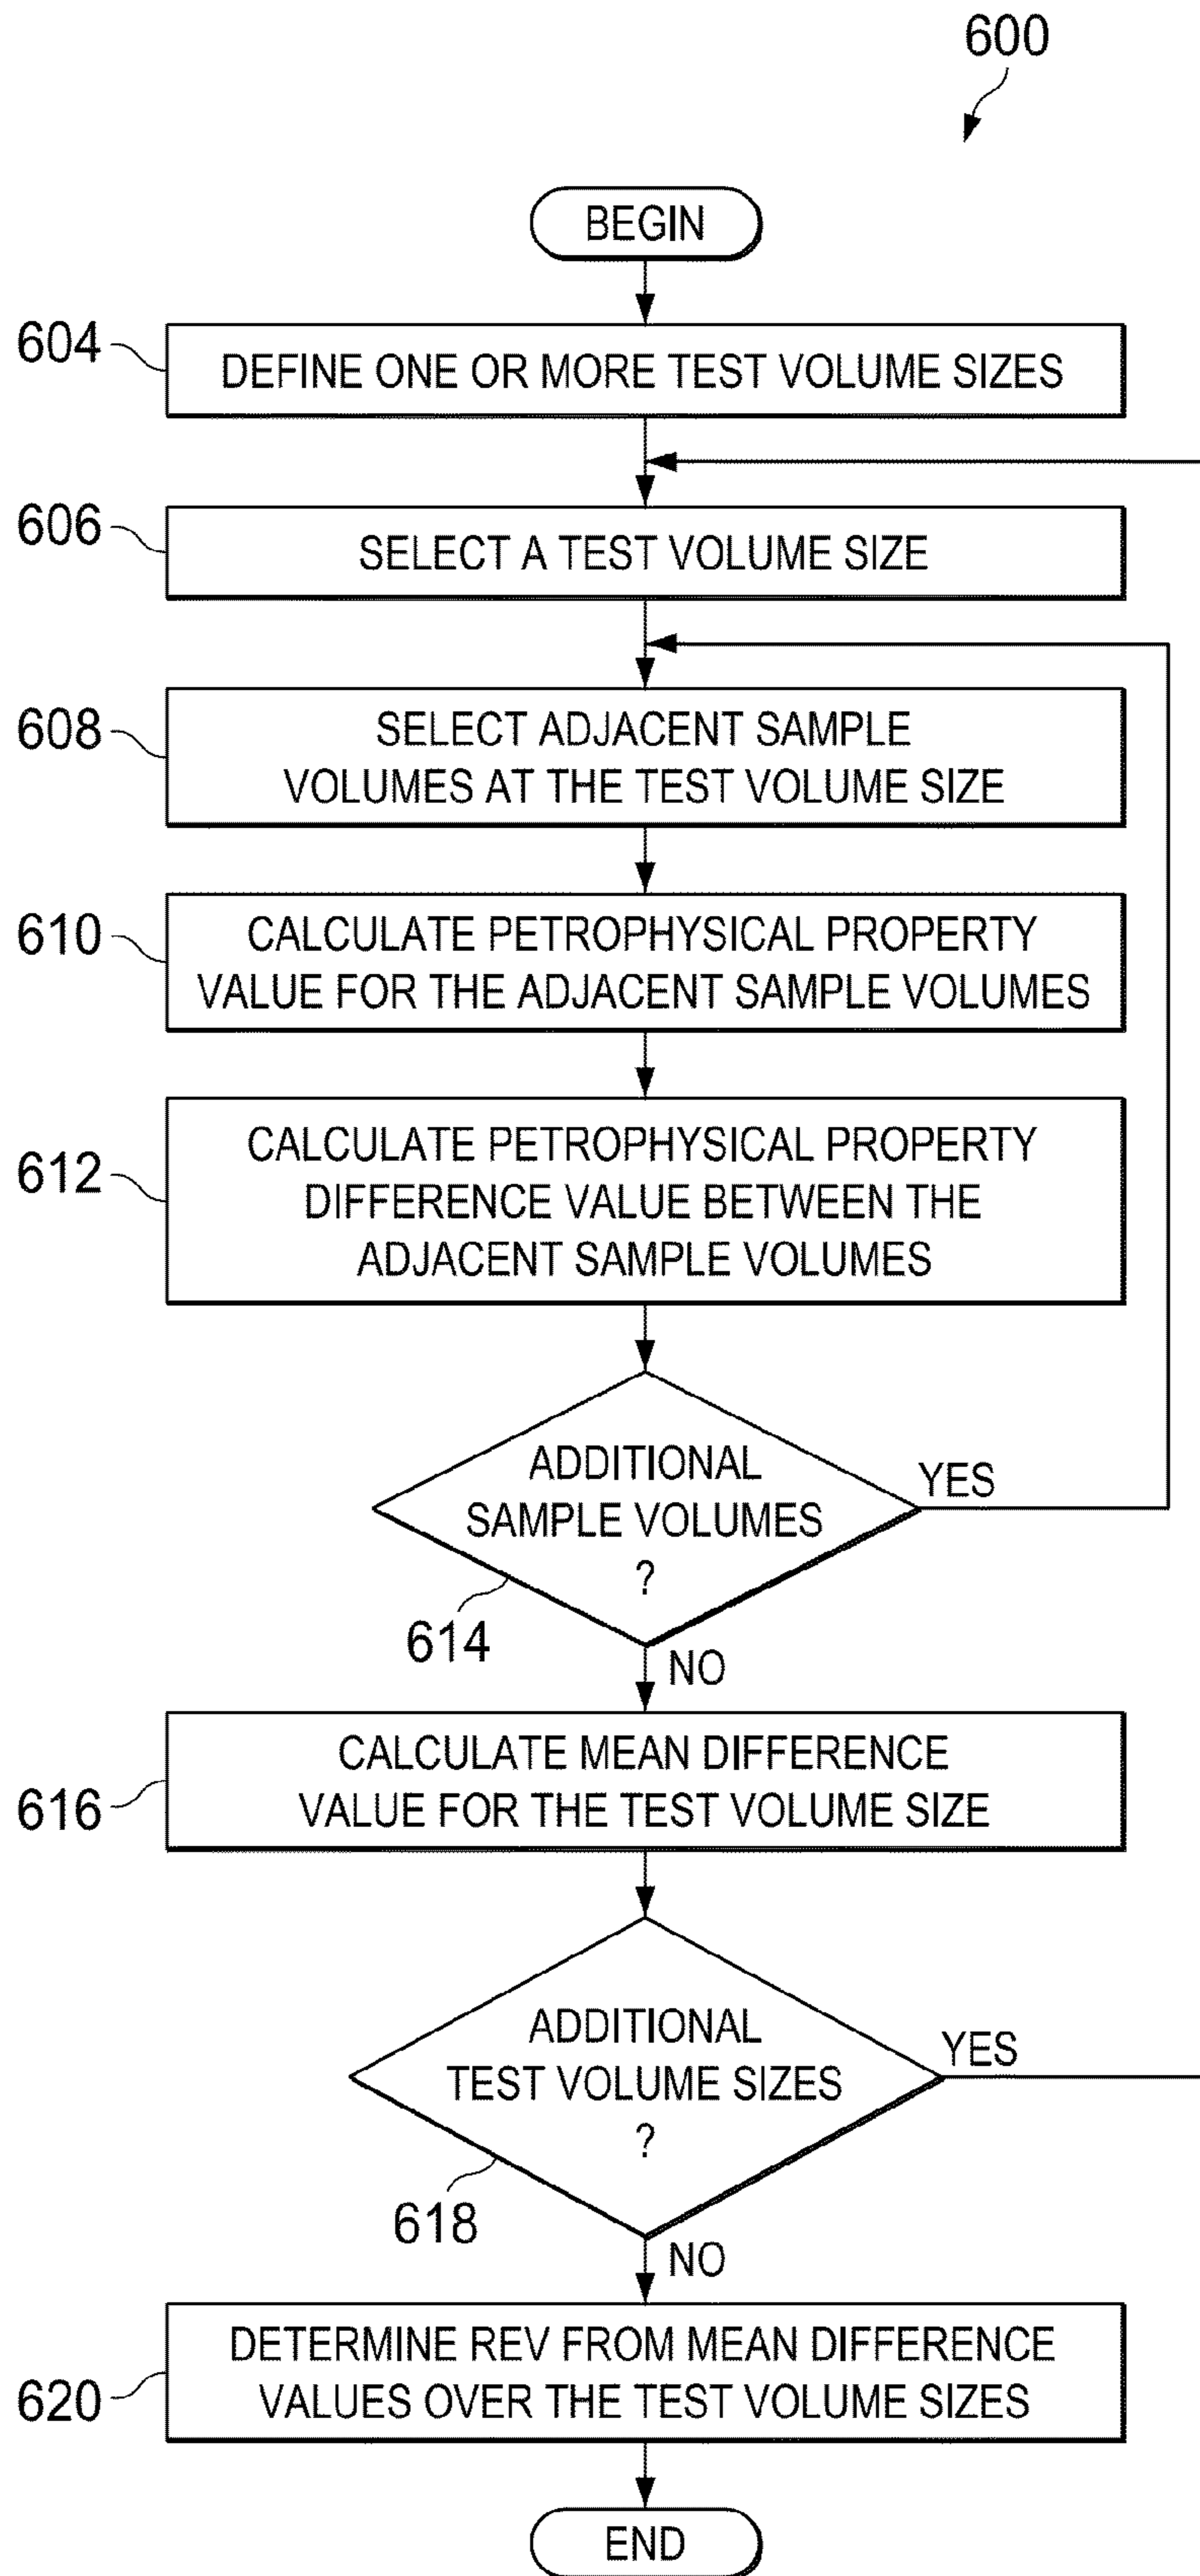 600
BEGIN
604
DEFINE ONE OR MORE TEST VOLUME SIZES
606
SELECT A TEST VOLUME SIZE
608
SELECT ADJACENT SAMPLE
VOLUMES AT THE TEST VOLUME SIZE
610
CALCULATE PETROPHYSICAL PROPERTY
VALUE FOR THE ADJACENT SAMPLE VOLUMES
612
CALCULATE PETROPHYSICAL PROPERTY
DIFFERENCE VALUE BETWEEN THE
ADJACENT SAMPLE VOLUMES
ADDITIONAL
SAMPLE VOLUMES
?
YES
614
NO
616
CALCULATE MEAN DIFFERENCE
VALUE FOR THE TEST VOLUME SIZE
ADDITIONAL
TEST VOLUME SIZES
?
YES
618
NO
620
DETERMINE REV FROM MEAN DIFFERENCE
VALUES OVER THE TEST VOLUME SIZES
END